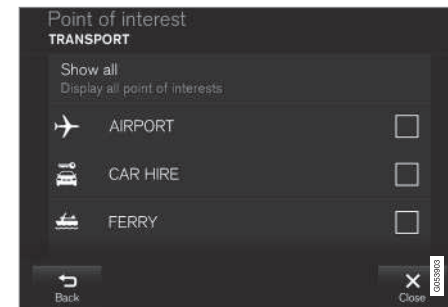 Point of interest
TRANSPORT
Show all
Display all point of interests
AIRPORT
CAR HIRE
FERRY
Back
Close
G053903